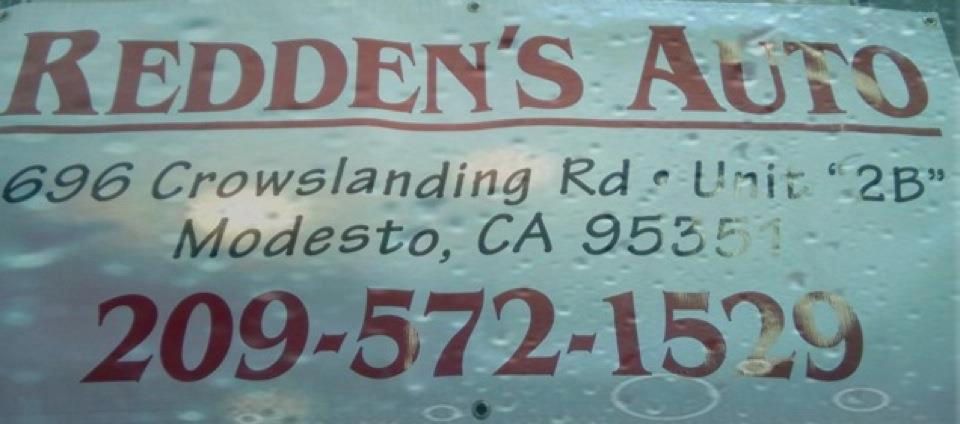 REDDEN'S AUTO
696 Crowslanding Rd • Unit "2B"
Modesto, CA 95351
209-572-1529